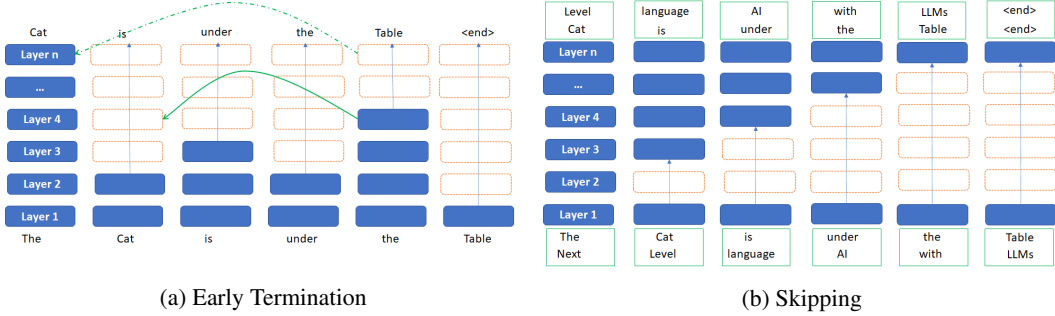 Cat is under the Table <end>
Layer n
...
Layer 4
Layer 3
Layer 2
Layer 1
The Cat is under the Table
(a) Early Termination
Level language AI with LLMs <end>
Cat is under the Table <end>
Layer n
...
Layer 4
Layer 3
Layer 2
Layer 1
The Cat is under the Table
Next Level language AI with LLMs
(b) Skipping